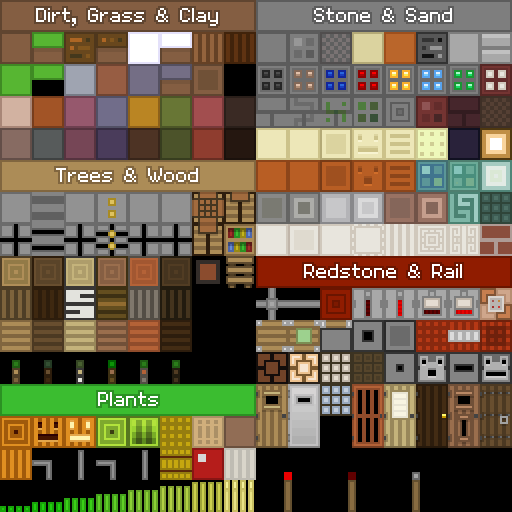 Dirt, Grass & Clay
Stone & Sand
Trees & Wood
Redstone & Rail
Plants